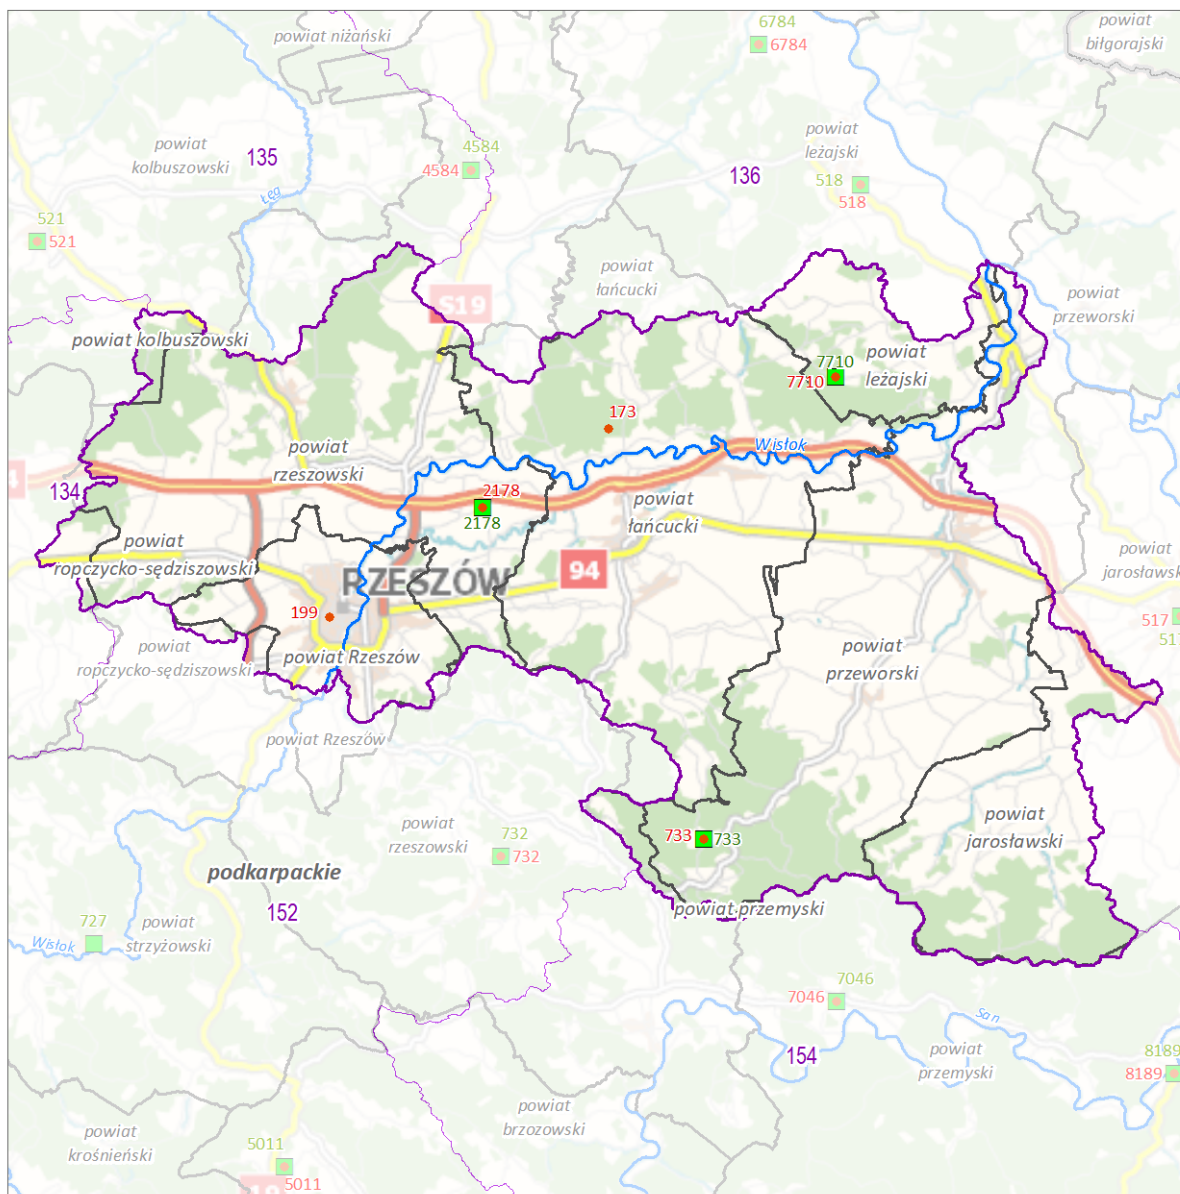 powiat niżański
6784
6784
powiat
biłgorajski
powiat
kolbuszowski
135
4584
4584
powiat
leżajski
136
518
518
Łęg
521
521
powiat
łańcucki
S19
powiat
przeworski
powiat kolbuszowski
7710
7710
powiat
leżajski
173
Wisłok
powiat
rzeszowski
134
4
2178
2178
powiat
łańcucki
powiat
ropczycko-sędziszowski
RZESZÓW
94
powiat
jarosławsk
199
517
517
powiat
ropczycko-sędziszowski
powiat Rzeszów
powiat
przeworski
powiat Rzeszów
powiat
rzeszowski
732
732
733
733
powiat
jarosławski
podkarpackie
152
powiat przemyski
727
Wisłok
powiat
strzyżowski
7046
7046
San
154
powiat
przemyski
8189
8189
powiat
brzozowski
powiat
krośnieński
5011
5011
19